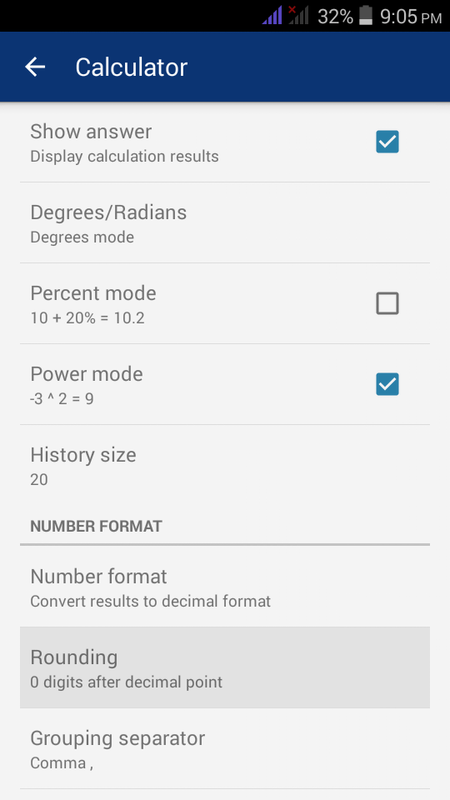 32% 9:05 PM
Calculator
Show answer
Display calculation results
Degrees/Radians
Degrees mode
Percent mode
10 + 20% = 10.2
Power mode
-3 ^ 2 = 9
History size
20
NUMBER FORMAT
Number format
Convert results to decimal format
Rounding
0 digits after decimal point
Grouping separator
Comma ,